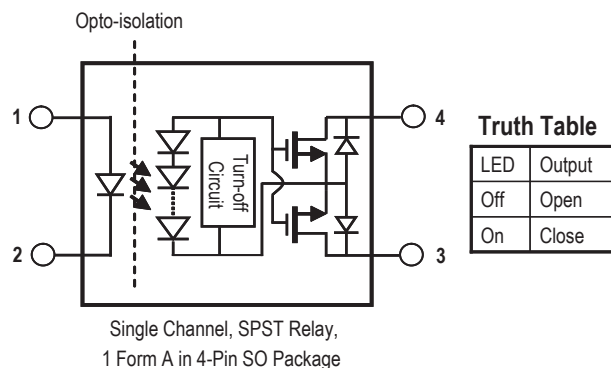 Opto-isolation
1
2
Turn-off
Circuit
4
3
Truth Table
LED Output
Off Open
On Close
Single Channel, SPST Relay,
1 Form A in 4-Pin SO Package